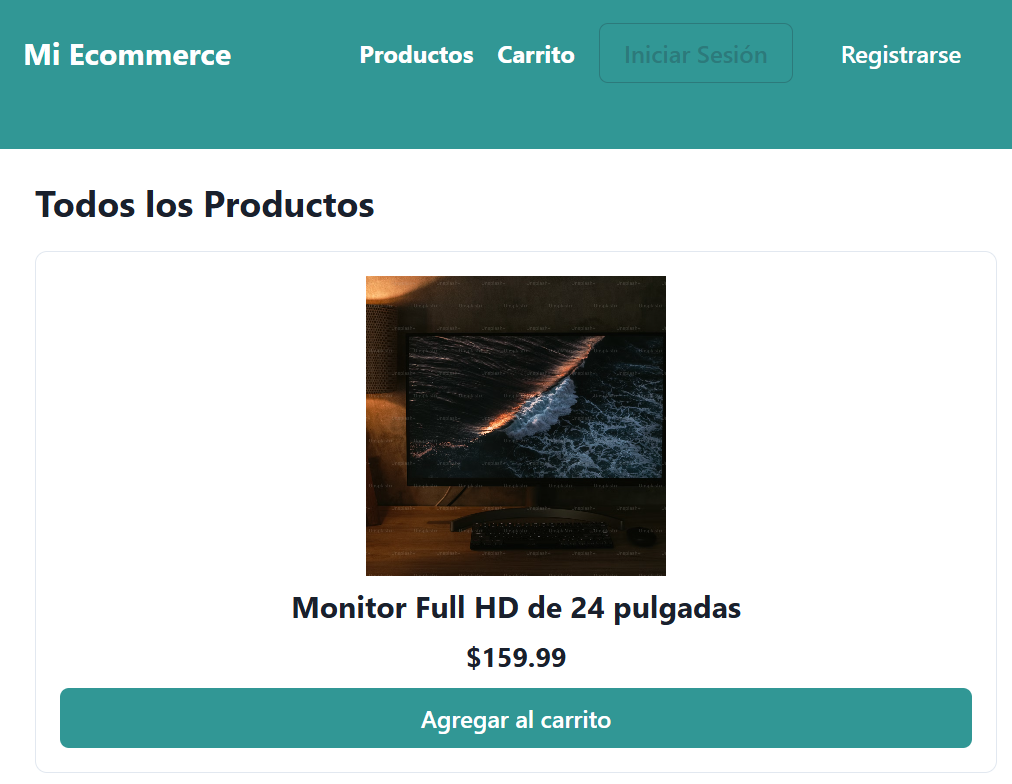 Mi Ecommerce
Productos Carrito Iniciar Sesión Registrarse
Todos los Productos
Monitor Full HD de 24 pulgadas
$159.99
Agregar al carrito